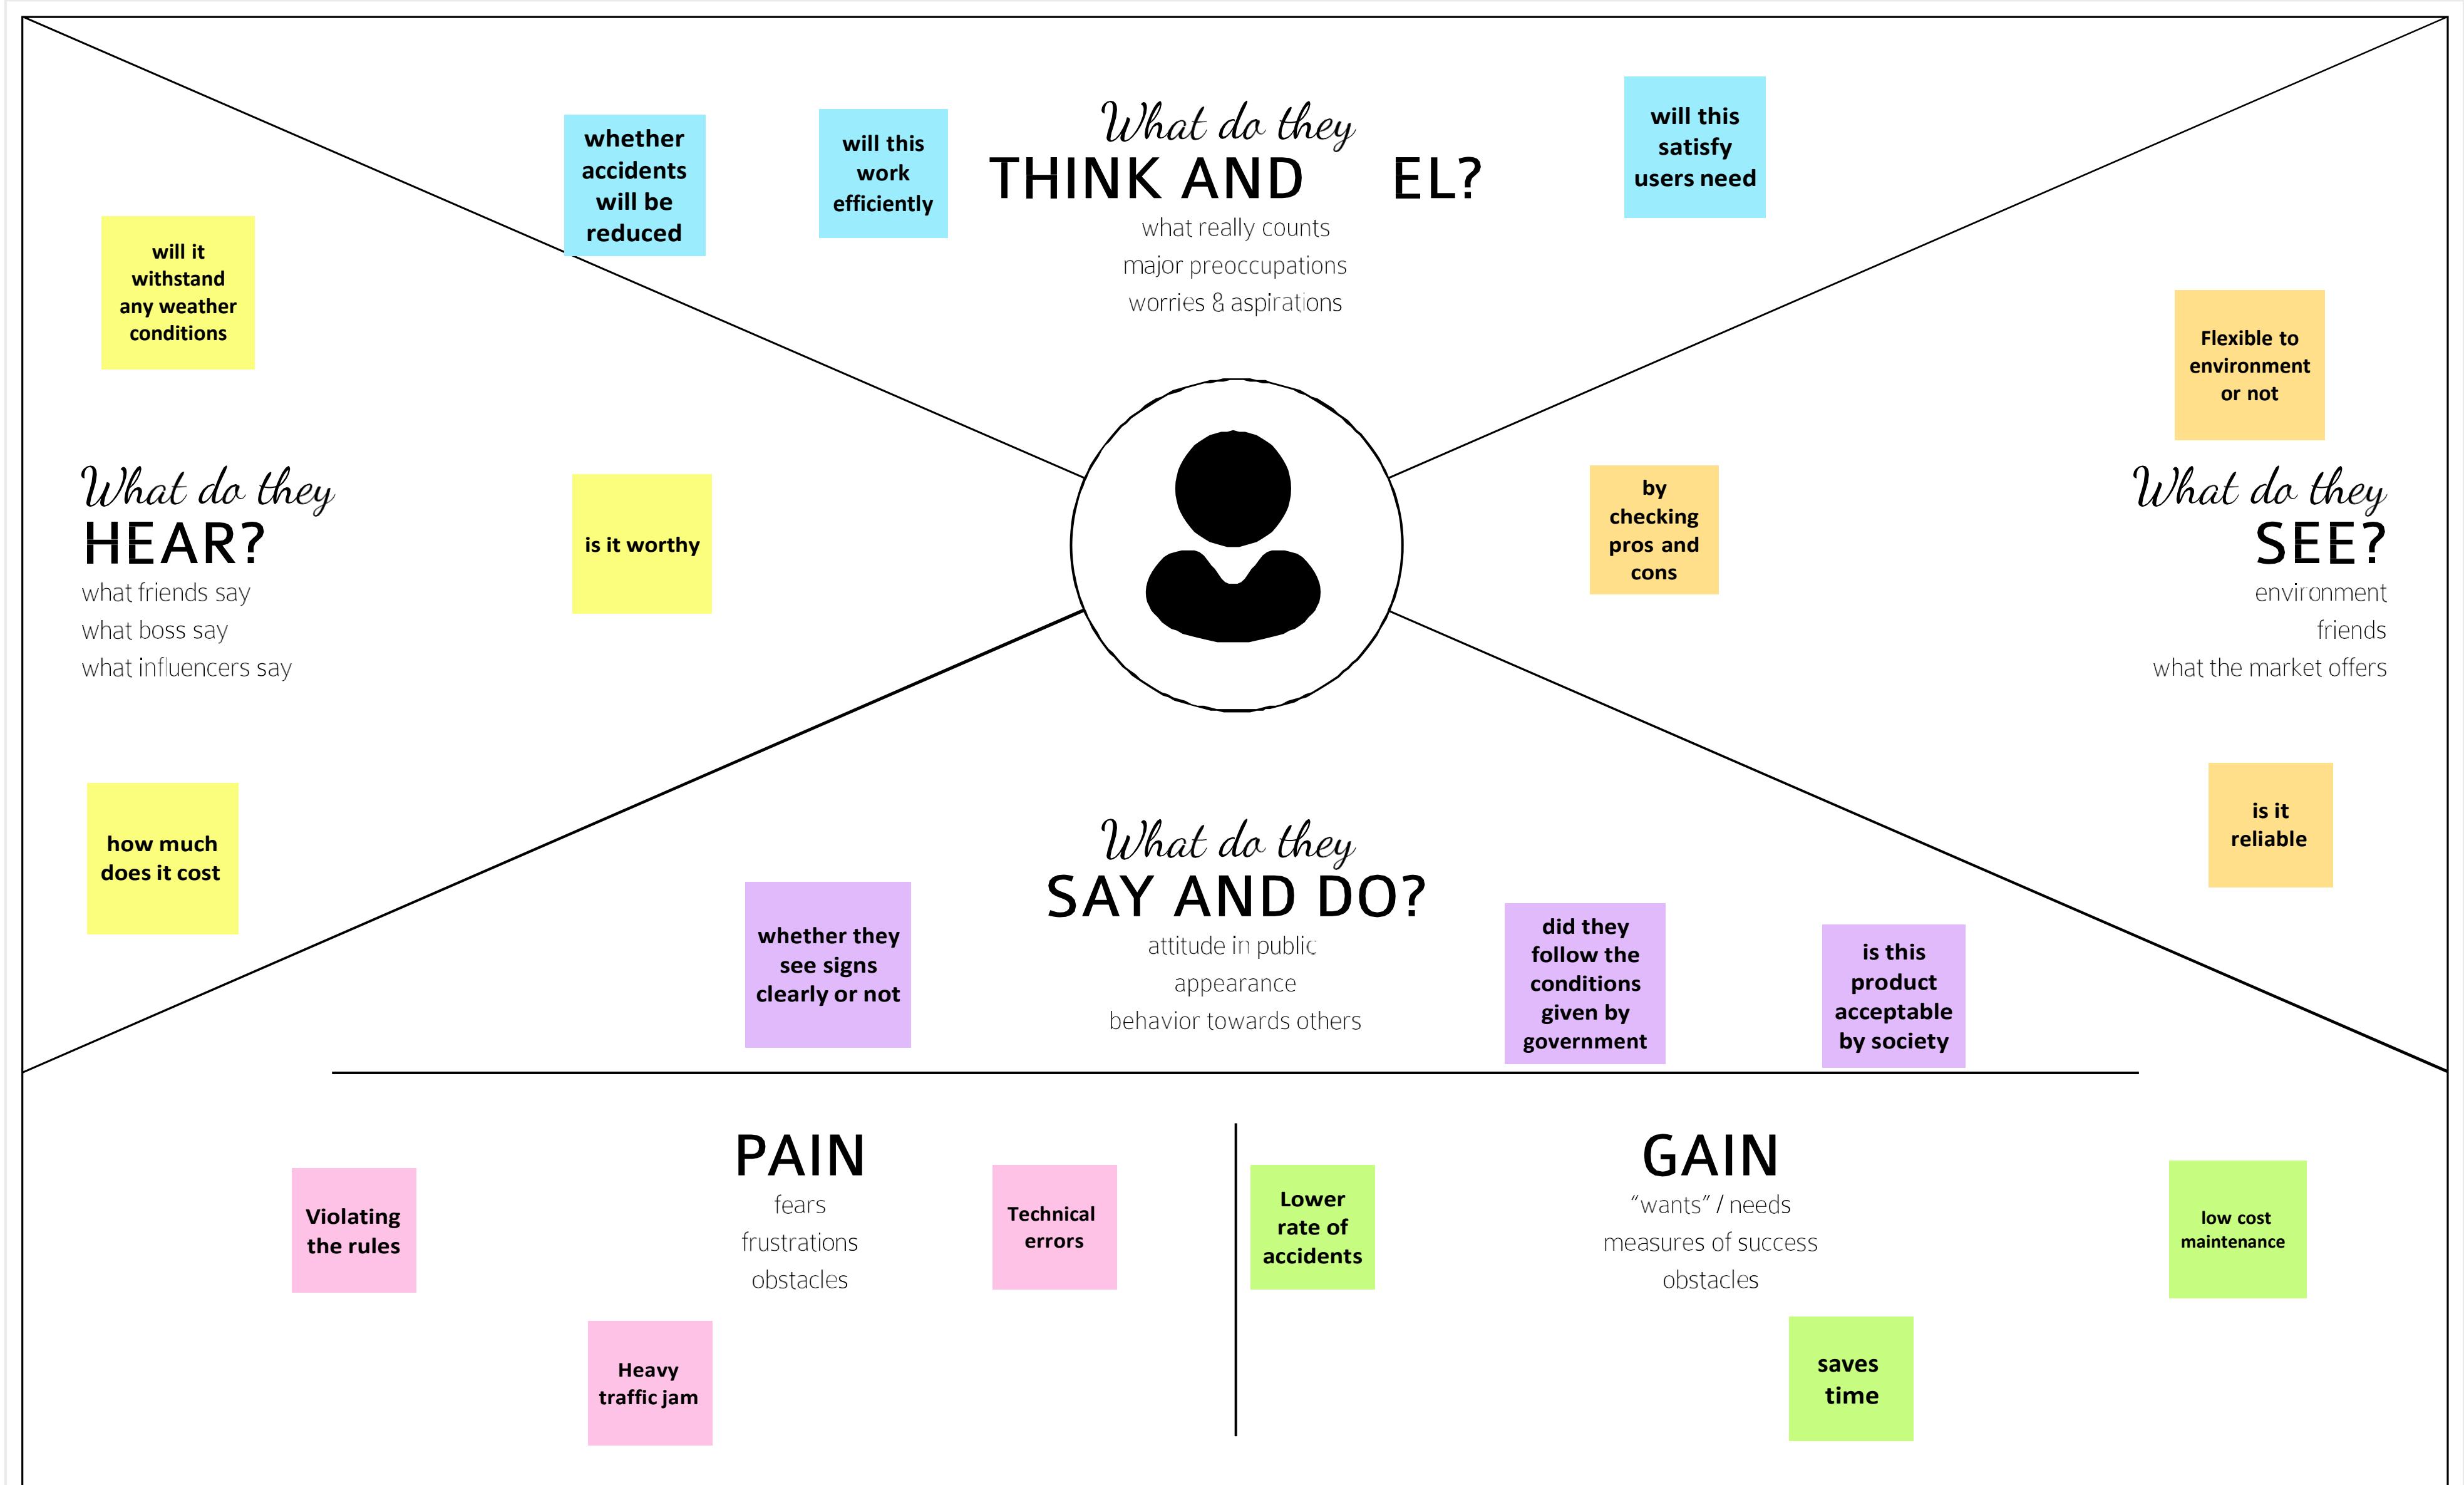 What do they
THINK AND EL?
what really counts
major preoccupations
worries & aspirations
whether
accidents
will be
reduced
will this
work
efficiently
will this
satisfy
users need
will it
withstand
any weather
conditions
What do they
HEAR?
what friends say
what boss say
what influencers say
is it worthy
how much
does it cost
Flexible to
environment
or not
by
checking
pros and
cons
What do they
SEE?
environment
friends
what the market offers
is it
reliable
What do they
SAY AND DO?
attitude in public
appearance
behavior towards others
whether they
see signs
clearly or not
did they
follow the
conditions
given by
government
is this
product
acceptable
by society
PAIN
fears
frustrations
obstacles
Violating
the rules
Technical
errors
Heavy
traffic jam
GAIN
“wants” / needs
measures of success
obstacles
Lower
rate of
accidents
low cost
maintenance
saves
time